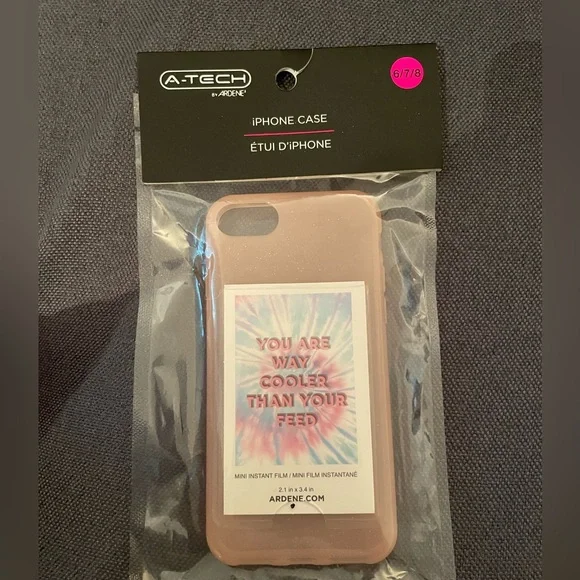 A-TECH
BY ARDENE
6/7/8
iPHONE CASE
ÉTUI D'iPHONE
YOU ARE
WAY
COOLER
THAN YOUR
FEED
MINI INSTANT FILM / MINI FILM INSTANTANÉ
2.1 in x 3.4 in
ARDENE.COM